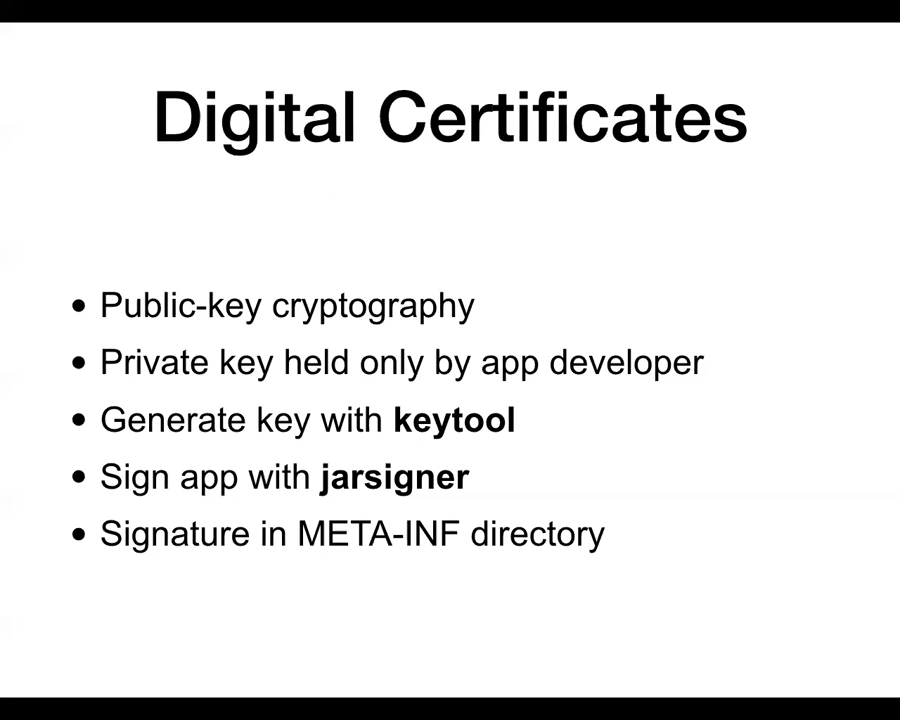 Digital Certificates
• Public-key cryptography
• Private key held only by app developer
• Generate key with keytool
• Sign app with jarsigner
• Signature in META-INF directory